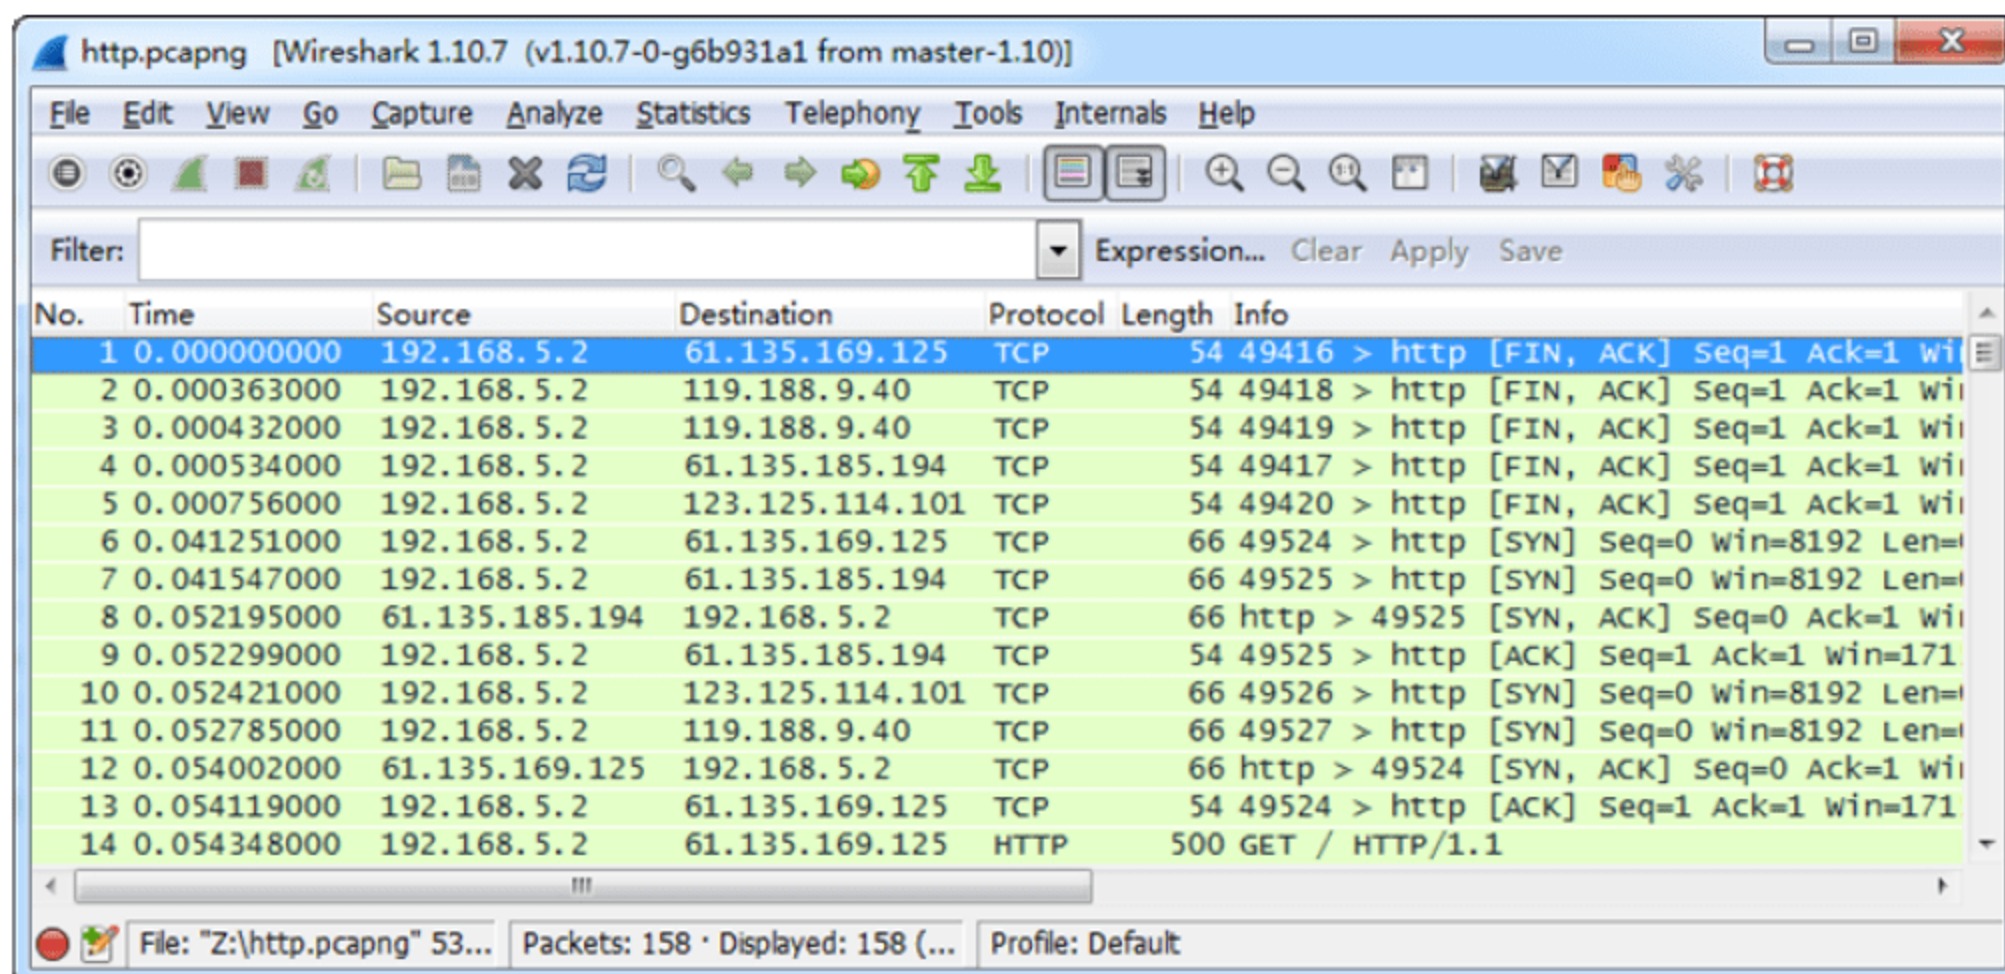 http.pcapng [Wireshark 1.10.7 (v1.10.7-0-g6b931a1 from master-1.10)]
File Edit View Go Capture Analyze Statistics Telephony Tools Internals Help
Filter: Expression... Clear Apply Save
No. Time Source Destination Protocol Length Info
1 0.000000000 192.168.5.2 61.135.169.125 TCP 54 49416 > http [FIN, ACK] Seq=1 Ack=1 Wi
2 0.000363000 192.168.5.2 119.188.9.40 TCP 54 49418 > http [FIN, ACK] Seq=1 Ack=1 Wi
3 0.000432000 192.168.5.2 119.188.9.40 TCP 54 49419 > http [FIN, ACK] Seq=1 Ack=1 Wi
4 0.000534000 192.168.5.2 61.135.185.194 TCP 54 49417 > http [FIN, ACK] Seq=1 Ack=1 Wi
5 0.000756000 192.168.5.2 123.125.114.101 TCP 54 49420 > http [FIN, ACK] Seq=1 Ack=1 Wi
6 0.041251000 192.168.5.2 61.135.169.125 TCP 66 49524 > http [SYN] Seq=0 Win=8192 Len=
7 0.041547000 192.168.5.2 61.135.185.194 TCP 66 49525 > http [SYN] Seq=0 Win=8192 Len=
8 0.052195000 61.135.185.194 192.168.5.2 TCP 66 http > 49525 [SYN, ACK] Seq=0 Ack=1 Wi
9 0.052299000 192.168.5.2 61.135.185.194 TCP 54 49525 > http [ACK] Seq=1 Ack=1 Win=171
10 0.052421000 192.168.5.2 123.125.114.101 TCP 66 49526 > http [SYN] Seq=0 Win=8192 Len=
11 0.052785000 192.168.5.2 119.188.9.40 TCP 66 49527 > http [SYN] Seq=0 Win=8192 Len=
12 0.054002000 61.135.169.125 192.168.5.2 TCP 66 http > 49524 [SYN, ACK] Seq=0 Ack=1 Wi
13 0.054119000 192.168.5.2 61.135.169.125 TCP 54 49524 > http [ACK] Seq=1 Ack=1 Win=171
14 0.054348000 192.168.5.2 61.135.169.125 HTTP 500 GET / HTTP/1.1
File: "Z:\http.pcapng" 53... Packets: 158 · Displayed: 158 (... Profile: Default